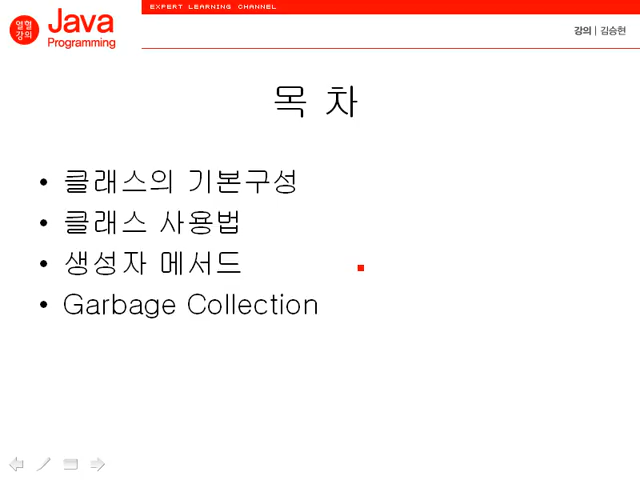 EXPERT LEARNING CHANNEL
열혈
강의
Java
Programming
강의 | 김승현
목 차
• 클래스의 기본구성
• 클래스 사용법
• 생성자 메서드
• Garbage Collection